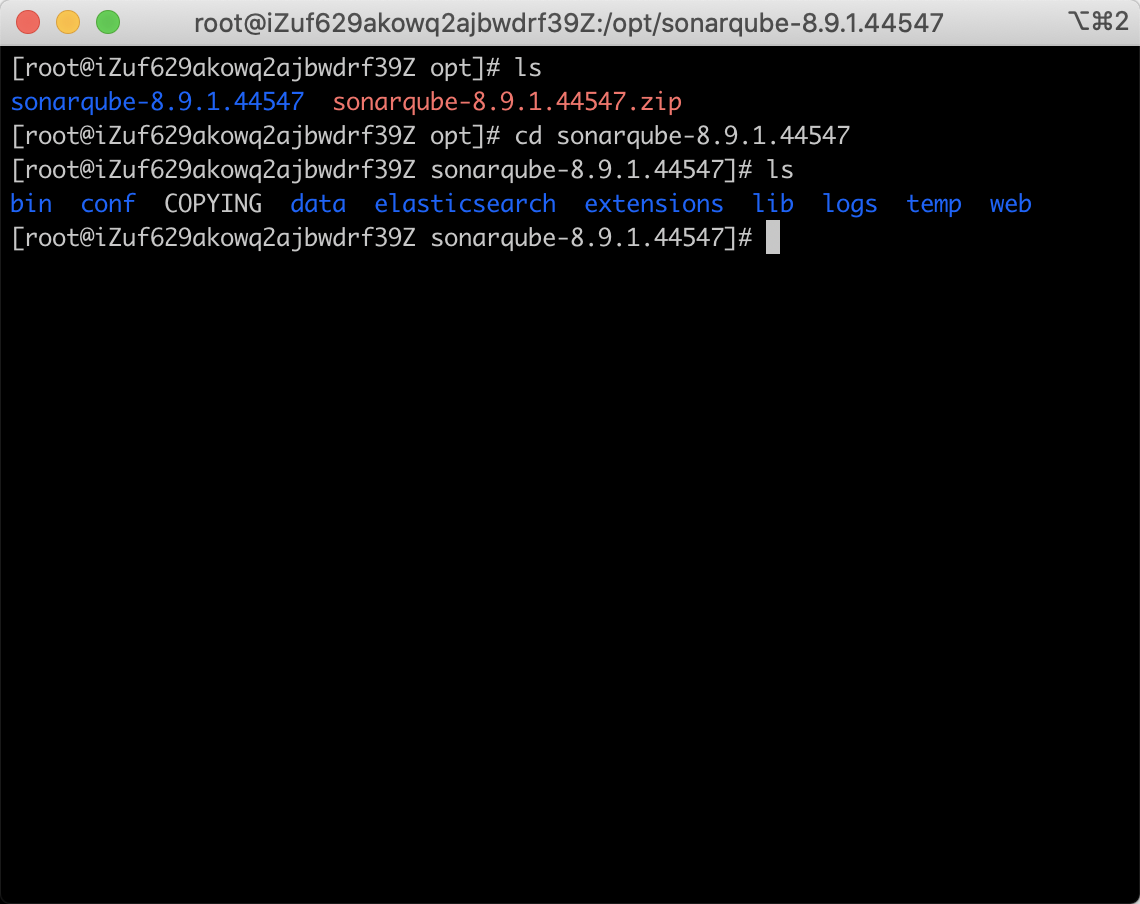 root@iZuf629akowq2ajbwdrf39Z:/opt/sonarqube-8.9.1.44547 ⌥⌘2
[root@iZuf629akowq2ajbwdrf39Z opt]# ls
sonarqube-8.9.1.44547  sonarqube-8.9.1.44547.zip
[root@iZuf629akowq2ajbwdrf39Z opt]# cd sonarqube-8.9.1.44547
[root@iZuf629akowq2ajbwdrf39Z sonarqube-8.9.1.44547]# ls
bin  conf  COPYING  data  elasticsearch  extensions  lib  logs  temp  web
[root@iZuf629akowq2ajbwdrf39Z sonarqube-8.9.1.44547]#